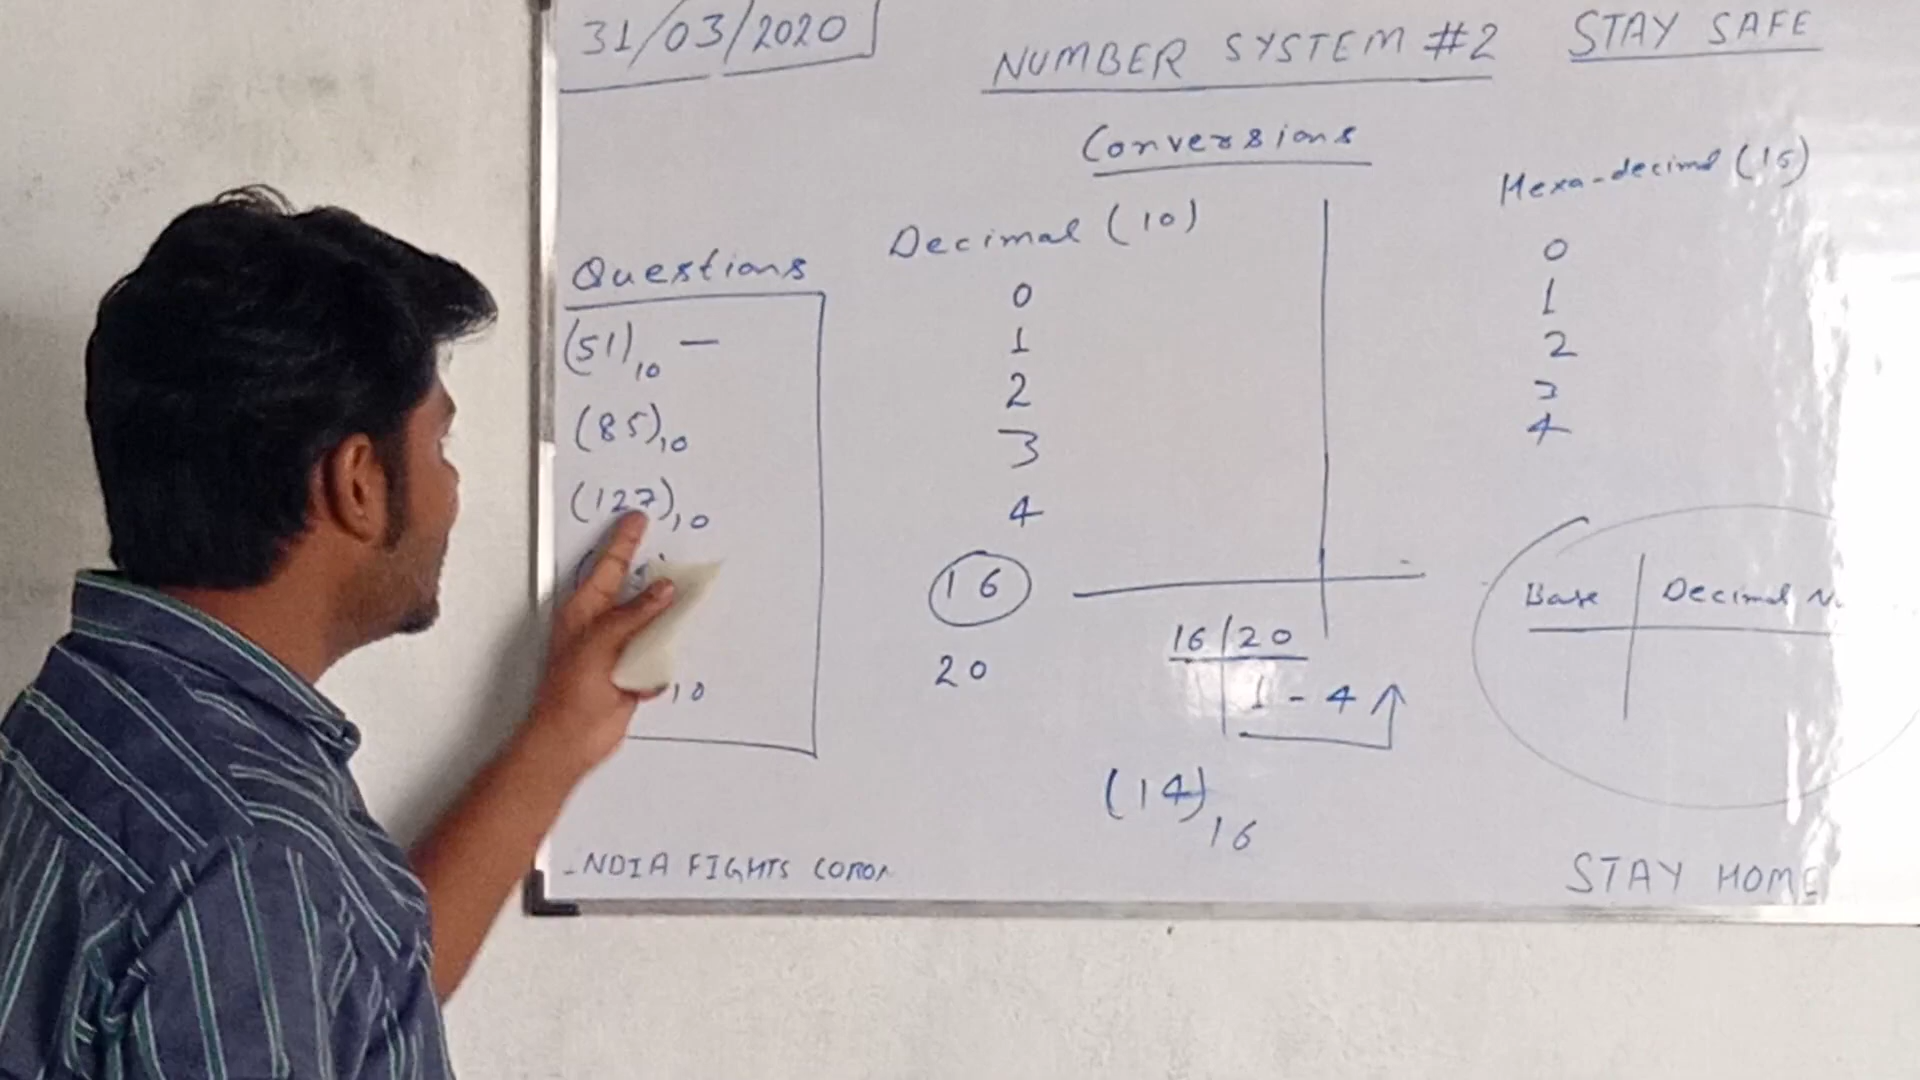 31/03/2020
NUMBER SYSTEM #2
STAY SAFE
Conversions
Questions
(51)10 —
(85)10
(127)10
10
Decimal (10)
0
1
2
3
4
16
20
16/20
1 - 4
(14)16
Hexa-decimal (16)
0
1
2
3
4
Base
Decimal
NDIA FIGHTS
STAY HOME